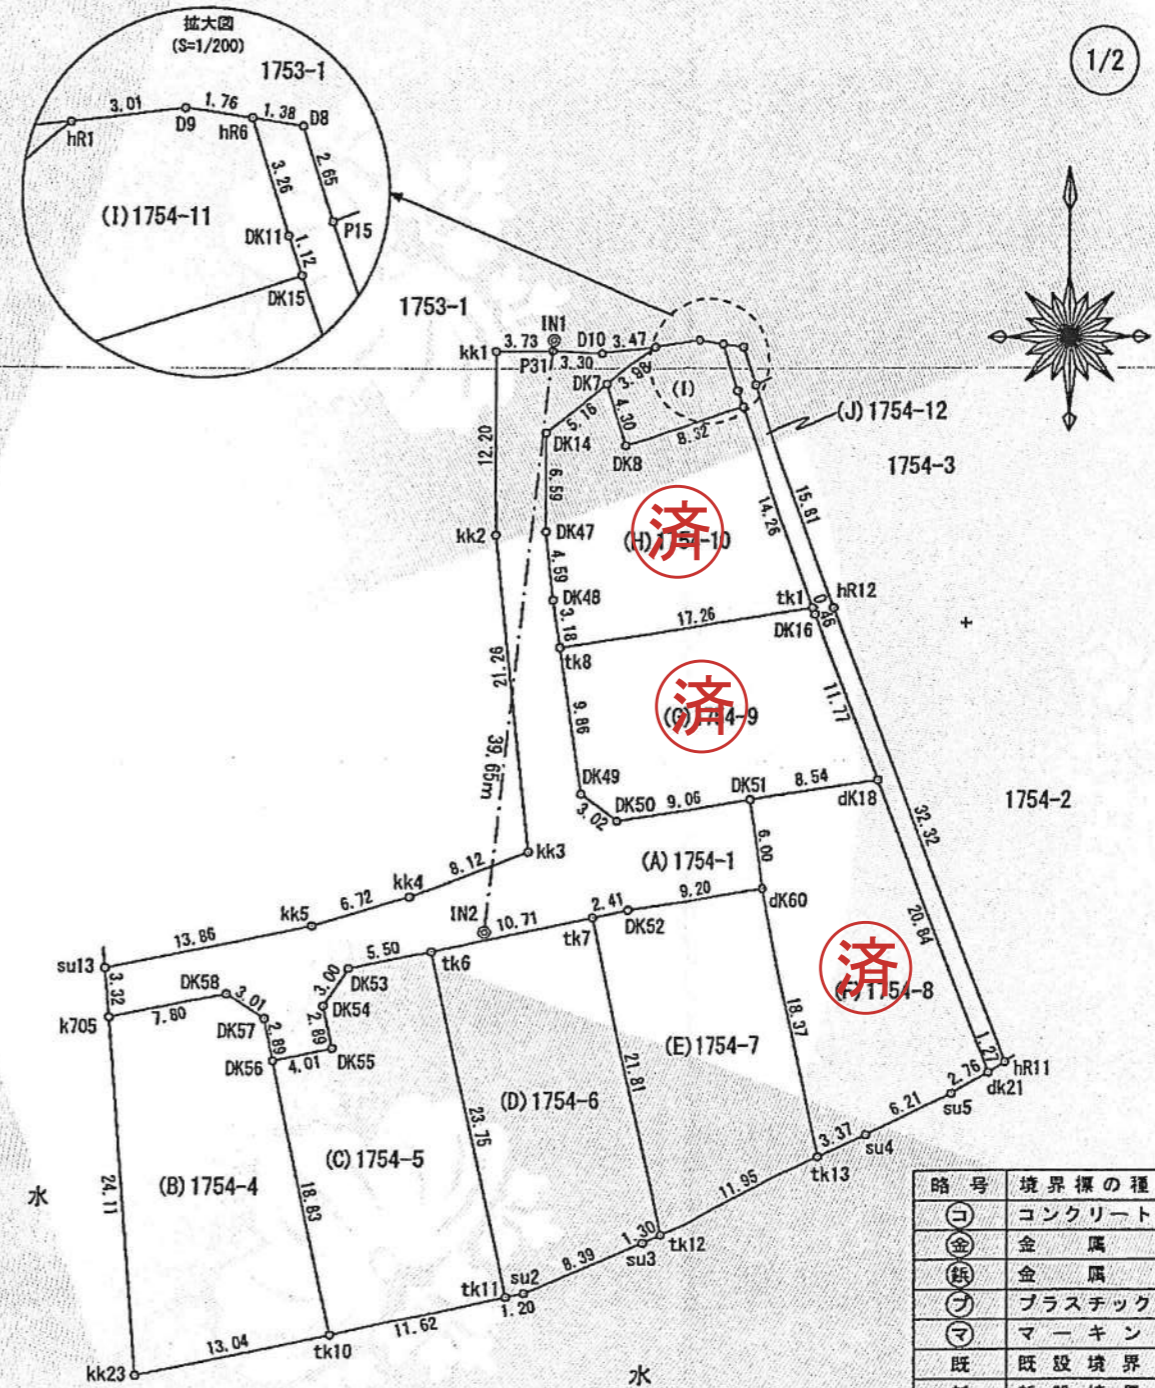 拡大図
(S=1/200)
1753-1
1/2
3.01
1.76
1.38
hR1
D9
hR6
D8
3.26
2.65
(I)1754-11
DK11
P15
1.12
DK15
1753-1
IN1
kk1
3.73
D10
3.47
P31
3.30
DK7
3.98
(I)
(J)1754-12
5.16
4.30
8.32
DK14
DK8
1754-3
12.20
6.59
14.26
15.81
kk2
DK47
済
(H)1754-10
4.59
DK48
tk1
0.46
hR12
3.18
17.26
DK16
tk8
21.26
39.65m
9.86
済
(G)1754-9
11.77
DK49
DK51
8.54
dK18
3.02
DK50
9.06
1754-2
32.32
kk3
(A)1754-1
6.00
8.12
kk4
9.20
dK60
6.72
kk5
IN2
10.71
2.41
DK52
tk7
20.84
13.86
su13
5.50
tk6
済
(F)1754-8
3.32
DK58
DK53
3.01
3.00
DK54
k705
7.80
DK57
2.89
2.89
DK55
DK56
4.01
18.37
(E)1754-7
21.81
1.27
hR11
2.76
dk21
su5
(D)1754-6
6.21
23.75
su4
3.37
tk13
(C)1754-5
(B)1754-4
水
24.11
18.83
11.95
1.30
tk12
su3
8.39
su2
tk11
1.20
11.62
13.04
tk10
kk23
水
略号 境界標の種
コ コンクリート
金 金属
鋲 金属
プ プラスチック
マ マーキン
既 既設境界